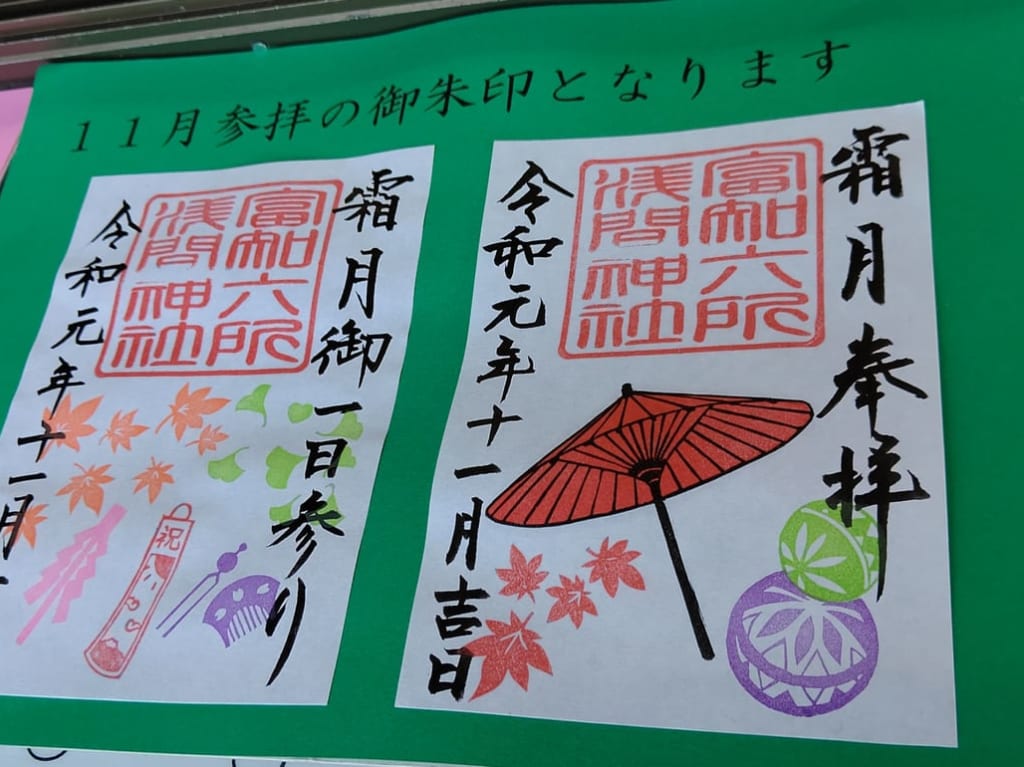 11月参拝の御朱印となります
霜月御一日参り
富知六所
浅間神社
令和元年十一月
祝
霜月奉拝
富知六所
浅間神社
令和元年十一月吉日